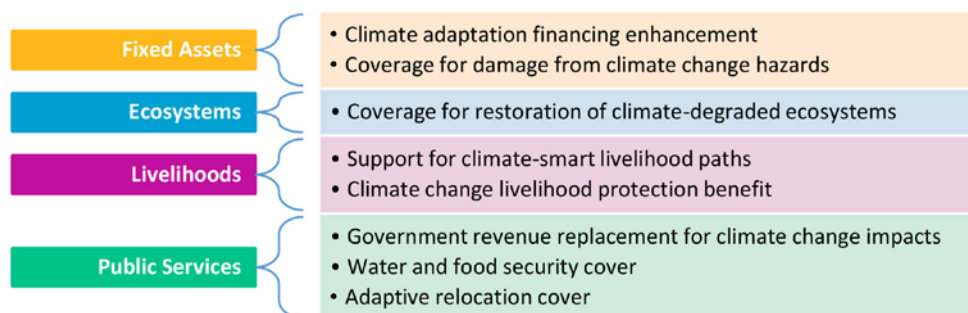 Fixed Assets
• Climate adaptation financing enhancement
• Coverage for damage from climate change hazards
Ecosystems
• Coverage for restoration of climate-degraded ecosystems
Livelihoods
• Support for climate-smart livelihood paths
• Climate change livelihood protection benefit
Public Services
• Government revenue replacement for climate change impacts
• Water and food security cover
• Adaptive relocation cover